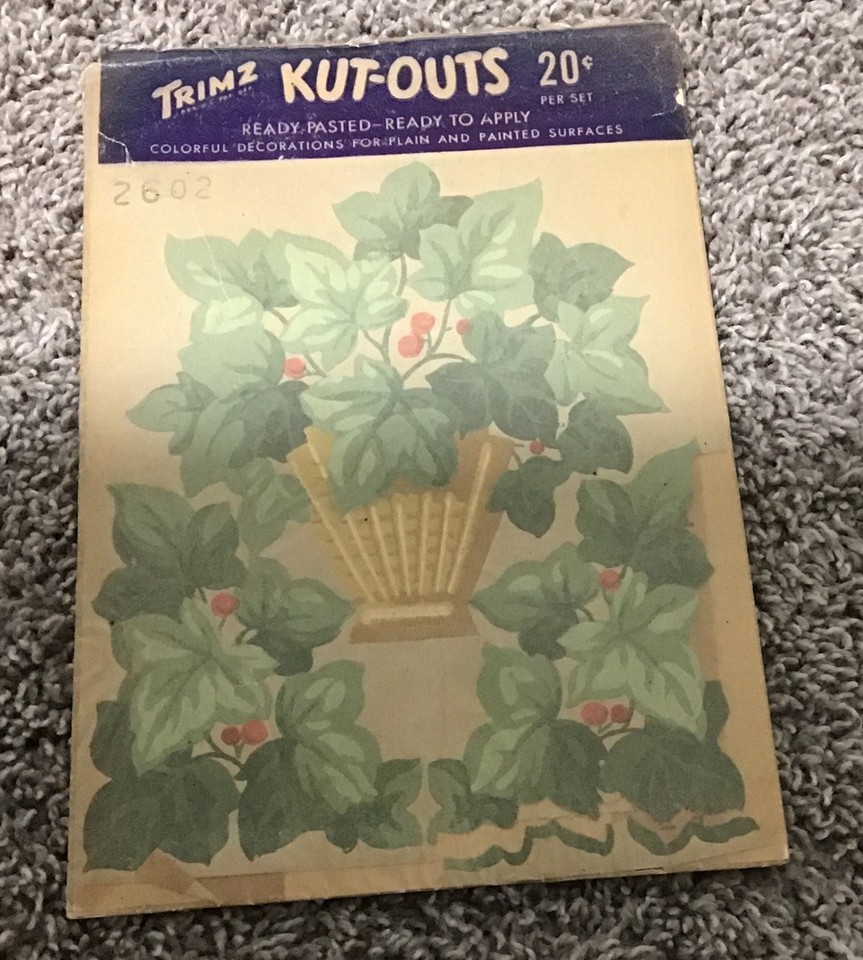 TRIMZ KUT-OUTS 20¢
PER SET
READY PASTED-READY TO APPLY
COLORFUL DECORATIONS FOR PLAIN AND PAINTED SURFACES
2602